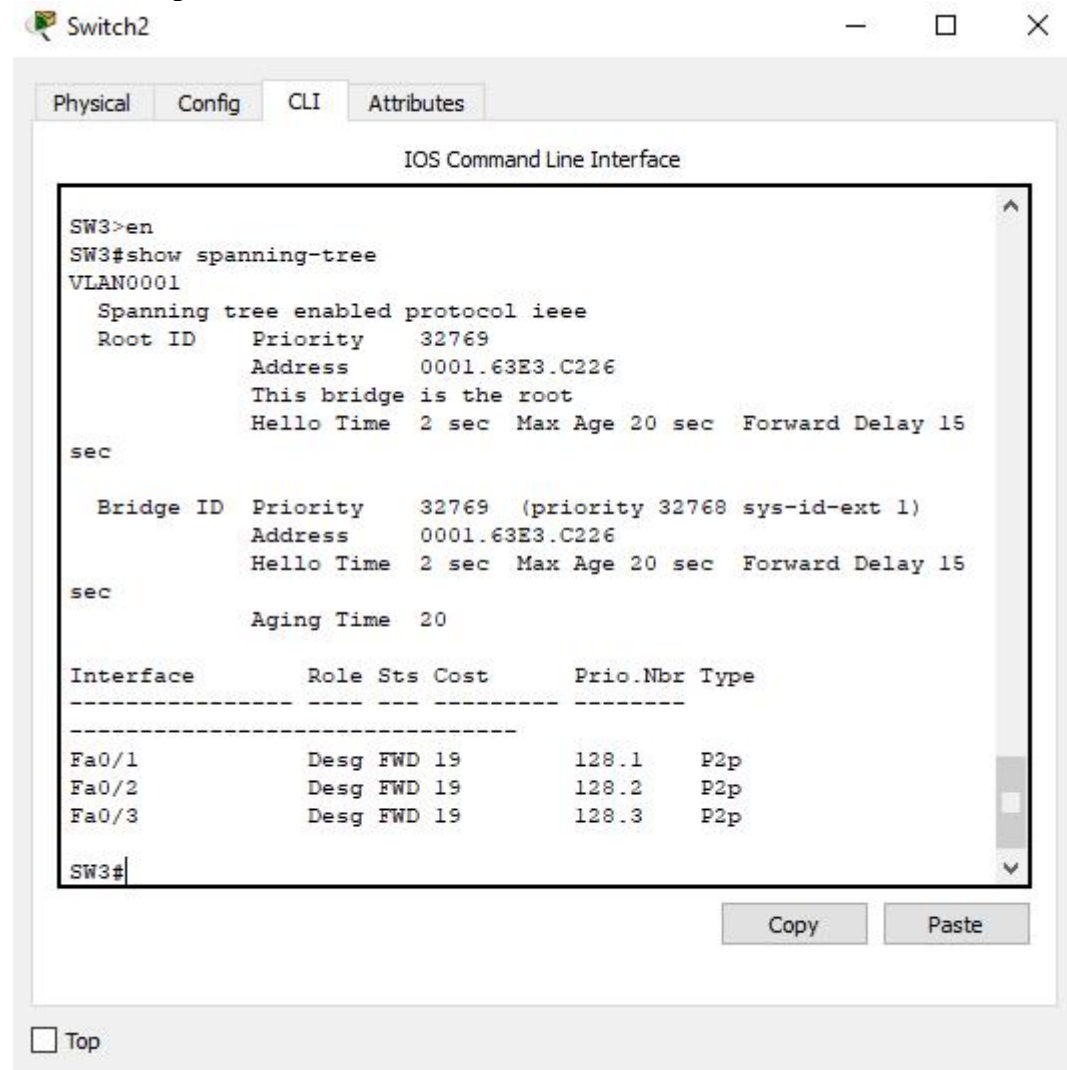 Switch2
Physical Config CLI Attributes
IOS Command Line Interface
SW3>en
SW3#show spanning-tree
VLAN0001
  Spanning tree enabled protocol ieee
  Root ID    Priority    32769
             Address     0001.63E3.C226
             This bridge is the root
             Hello Time  2 sec  Max Age 20 sec  Forward Delay 15
sec

  Bridge ID  Priority    32769  (priority 32768 sys-id-ext 1)
             Address     0001.63E3.C226
             Hello Time  2 sec  Max Age 20 sec  Forward Delay 15
sec
             Aging Time  20

Interface        Role Sts Cost      Prio.Nbr Type
---------------- ---- --- --------- --------
--------------------------------
Fa0/1            Desg FWD 19        128.1    P2p
Fa0/2            Desg FWD 19        128.2    P2p
Fa0/3            Desg FWD 19        128.3    P2p

SW3#
Copy Paste
Top